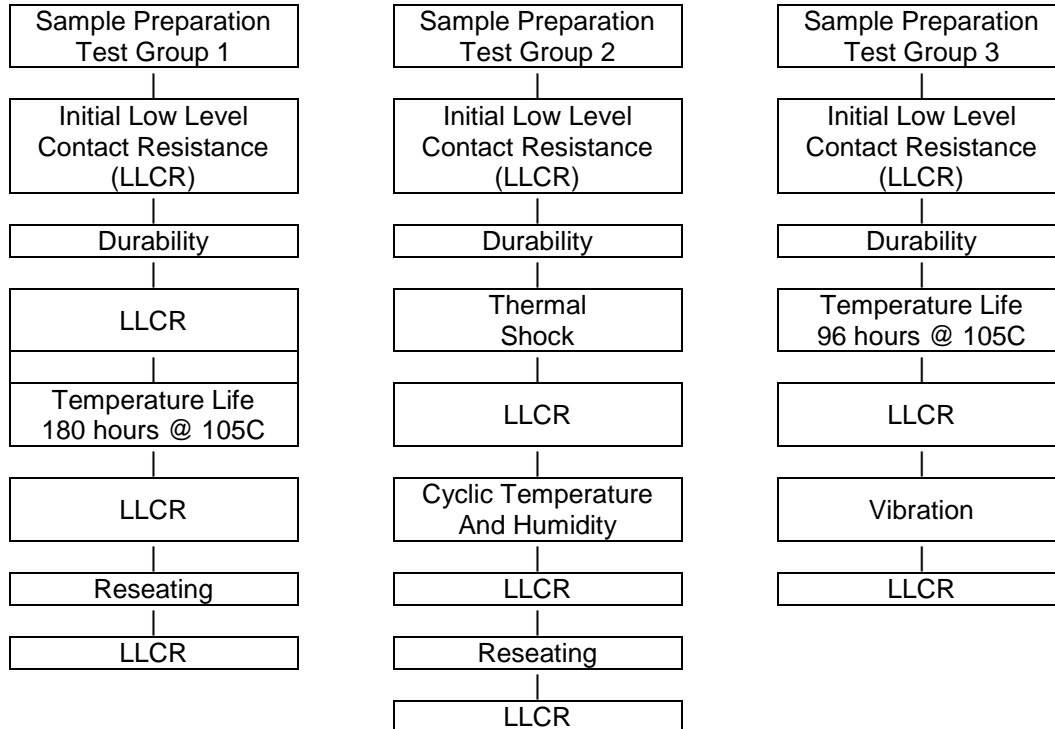 Sample Preparation
Test Group 1
Initial Low Level
Contact Resistance
(LLCR)
Durability
LLCR
Temperature Life
180 hours @ 105C
LLCR
Reseating
LLCR
Sample Preparation
Test Group 2
Initial Low Level
Contact Resistance
(LLCR)
Durability
Thermal
Shock
LLCR
Cyclic Temperature
And Humidity
LLCR
Reseating
LLCR
Sample Preparation
Test Group 3
Initial Low Level
Contact Resistance
(LLCR)
Durability
Temperature Life
96 hours @ 105C
LLCR
Vibration
LLCR